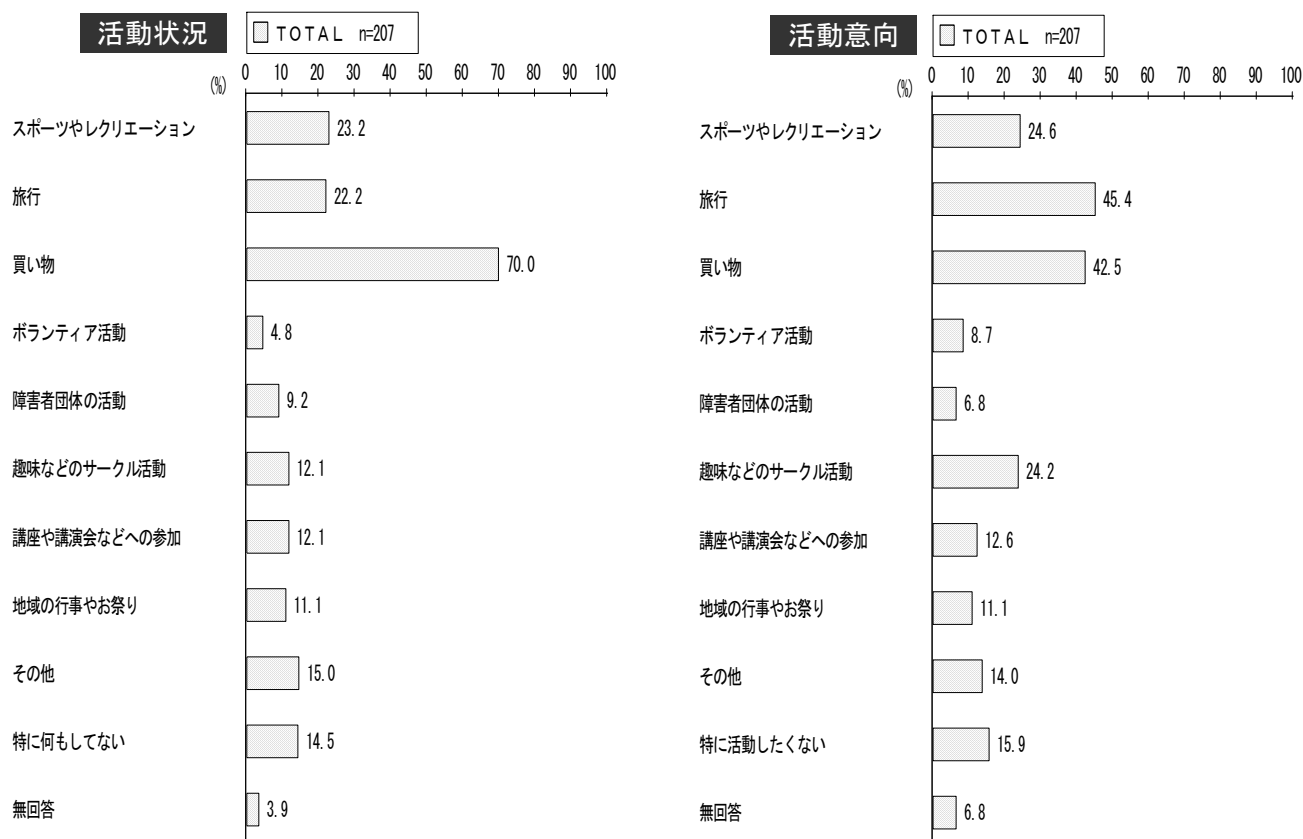 活動状況
TOTAL n=207
(%)
0 10 20 30 40 50 60 70 80 90 100
スポーツやレクリエーション 23.2
旅行 22.2
買い物 70.0
ボランティア活動 4.8
障害者団体の活動 9.2
趣味などのサークル活動 12.1
講座や講演会などへの参加 12.1
地域の行事やお祭り 11.1
その他 15.0
特に何もしてない 14.5
無回答 3.9
活動意向
TOTAL n=207
(%)
0 10 20 30 40 50 60 70 80 90 100
スポーツやレクリエーション 24.6
旅行 45.4
買い物 42.5
ボランティア活動 8.7
障害者団体の活動 6.8
趣味などのサークル活動 24.2
講座や講演会などへの参加 12.6
地域の行事やお祭り 11.1
その他 14.0
特に活動したくない 15.9
無回答 6.8